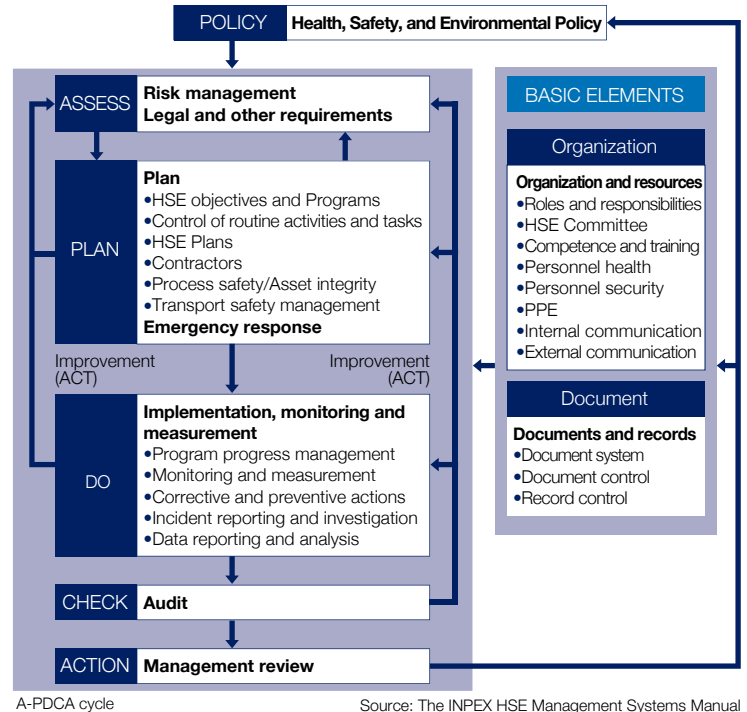 POLICY Health, Safety, and Environmental Policy
ASSESS Risk management
Legal and other requirements
PLAN
Plan
•HSE objectives and Programs
•Control of routine activities and tasks
•HSE Plans
•Contractors
•Process safety/Asset integrity
•Transport safety management
Emergency response
Improvement
(ACT)
Improvement
(ACT)
DO
Implementation, monitoring and
measurement
•Program progress management
•Monitoring and measurement
•Corrective and preventive actions
•Incident reporting and investigation
•Data reporting and analysis
CHECK Audit
ACTION Management review
BASIC ELEMENTS
Organization
Organization and resources
•Roles and responsibilities
•HSE Committee
•Competence and training
•Personnel health
•Personnel security
•PPE
•Internal communication
•External communication
Document
Documents and records
•Document system
•Document control
•Record control
A-PDCA cycle
Source: The INPEX HSE Management Systems Manual